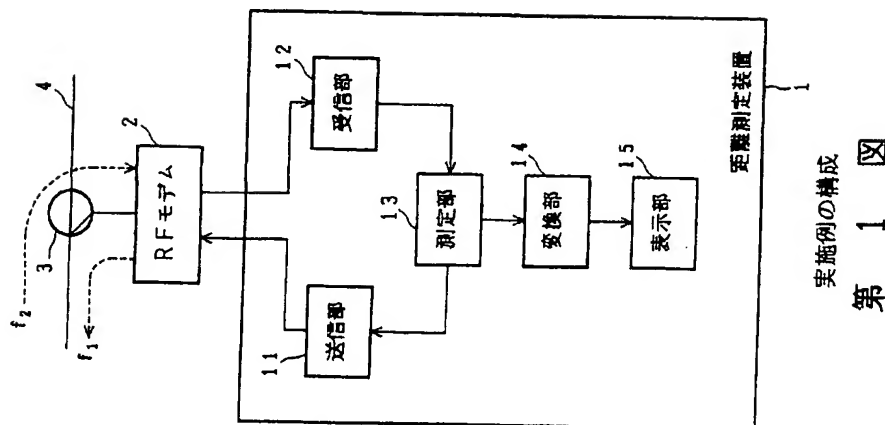 4
3
f₂
f₁
2
RFモデム
12
受信部
11
送信部
13
測定部
14
変換部
15
表示部
距離測定装置
1
実施例の構成
第 1 図